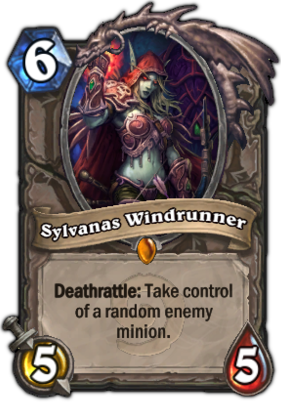 6
Sylvanas Windrunner
Deathrattle: Take control
of a random enemy
minion.
5 5